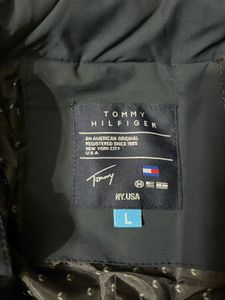 TOMMY
HILFIGER
AN AMERICAN ORIGINAL
REGISTERED SINCE 1985
NEW YORK CITY
U.S.A
Tommy
NY.USA
L